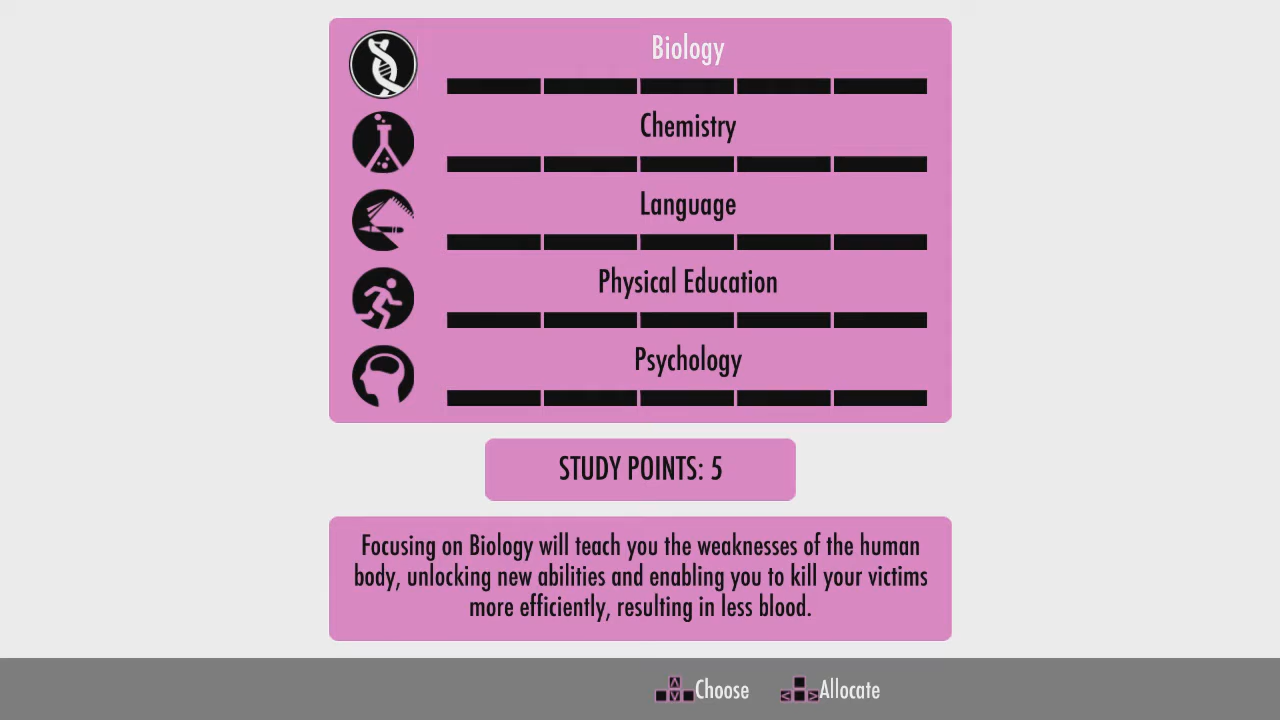 Biology
Chemistry
Language
Physical Education
Psychology
STUDY POINTS: 5
Focusing on Biology will teach you the weaknesses of the human
body, unlocking new abilities and enabling you to kill your victims
more efficiently, resulting in less blood.
Choose
Allocate